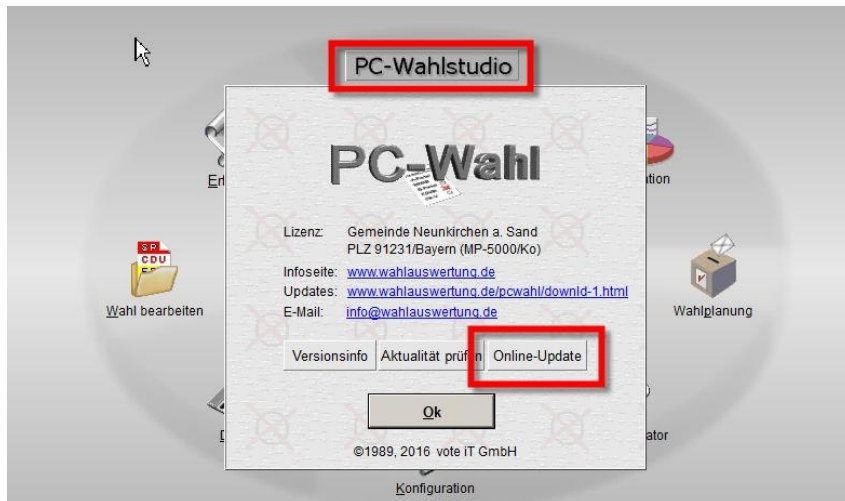 PC-Wahlstudio
PC-Wahl
Lizenz: Gemeinde Neunkirchen a. Sand
PLZ 91231/Bayern (MP-5000/Ko)
Infoseite: www.wahlauswertung.de
Updates: www.wahlauswertung.de/pcwahl/downld-1.html
E-Mail: info@wahlauswertung.de
SPD
CDU
Wahl bearbeiten
Wahlplanung
Versionsinfo
Aktualität prüfen
Online-Update
Ok
©1989, 2016 vote iT GmbH
Konfiguration